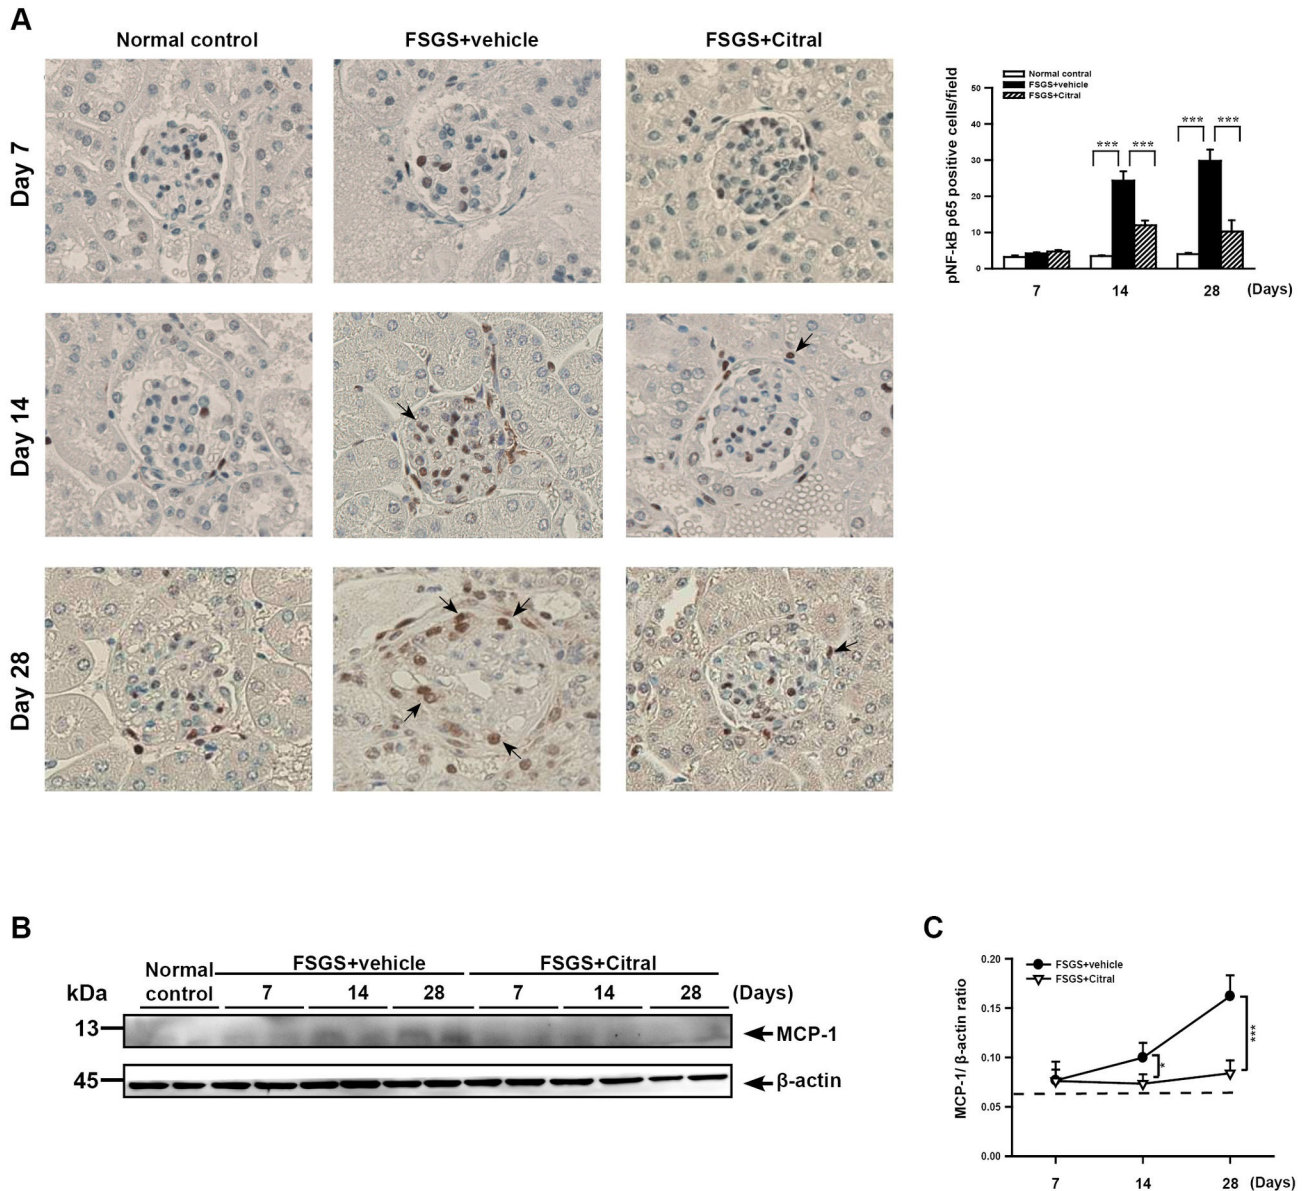 A
Normal control
FSGS+vehicle
FSGS+Citral
Day 7
Day 14
Day 28
Normal control
FSGS+vehicle
FSGS+Citral
pNF-kB p65 positive cells/field
50
40
30
20
10
0
*** ***
*** ***
7 14 28 (Days)
B
Normal control
FSGS+vehicle
FSGS+Citral
kDa
7 14 28 7 14 28 (Days)
13
MCP-1
45
β-actin
C
FSGS+vehicle
FSGS+Citral
MCP-1/ β-actin ratio
0.20
0.15
0.10
0.05
0.00
*
***
7 14 28 (Days)